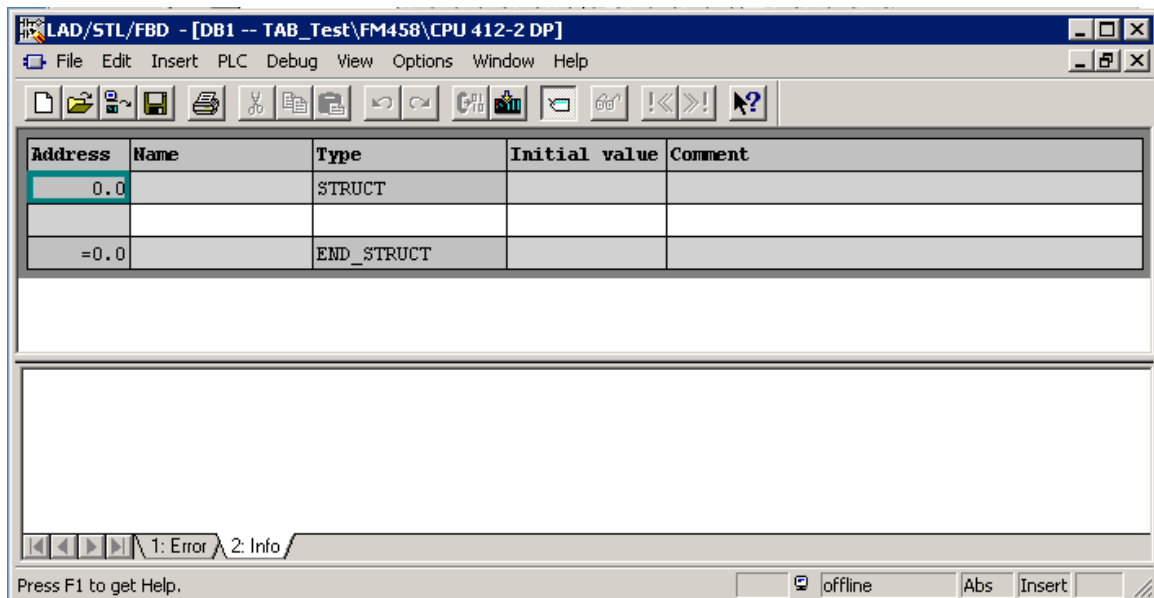 LAD/STL/FBD - [DB1 -- TAB_Test\FM458\CPU 412-2 DP]
File Edit Insert PLC Debug View Options Window Help
Address Name Type Initial value Comment
0.0 STRUCT
=0.0 END_STRUCT
1: Error 2: Info
Press F1 to get Help. offline Abs Insert